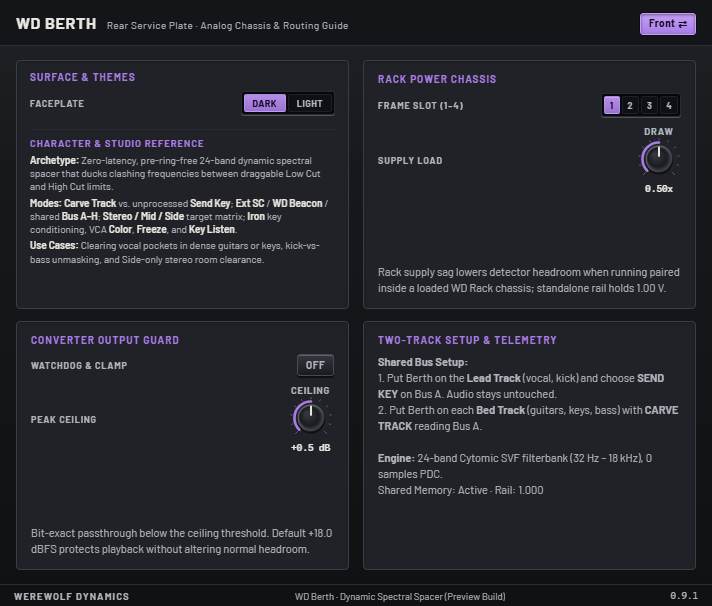 WD BERTH Rear Service Plate · Analog Chassis & Routing Guide
Front ⇄
SURFACE & THEMES
FACEPLATE
DARK LIGHT
CHARACTER & STUDIO REFERENCE
Archetype: Zero-latency, pre-ring-free 24-band dynamic spectral
spacer that ducks clashing frequencies between draggable Low Cut
and High Cut limits.
Modes: Carve Track vs. unprocessed Send Key; Ext SC / WD Beacon /
shared Bus A–H; Stereo / Mid / Side target matrix; Iron key
conditioning, VCA Color, Freeze, and Key Listen.
Use Cases: Clearing vocal pockets in dense guitars or keys, kick-vs-
bass unmasking, and Side-only stereo room clearance.
RACK POWER CHASSIS
FRAME SLOT (1–4)
1 2 3 4
DRAW
SUPPLY LOAD
0.50x
Rack supply sag lowers detector headroom when running paired
inside a loaded WD Rack chassis; standalone rail holds 1.00 V.
CONVERTER OUTPUT GUARD
WATCHDOG & CLAMP
OFF
CEILING
PEAK CEILING
+0.5 dB
Bit-exact passthrough below the ceiling threshold. Default +18.0
dBFS protects playback without altering normal headroom.
TWO-TRACK SETUP & TELEMETRY
Shared Bus Setup:
1. Put Berth on the Lead Track (vocal, kick) and choose SEND
KEY on Bus A. Audio stays untouched.
2. Put Berth on each Bed Track (guitars, keys, bass) with CARVE
TRACK reading Bus A.
Engine: 24-band Cytomic SVF filterbank (32 Hz – 18 kHz), 0
samples PDC.
Shared Memory: Active · Rail: 1.000
WEREWOLF DYNAMICS
WD Berth · Dynamic Spectral Spacer (Preview Build)
0.9.1